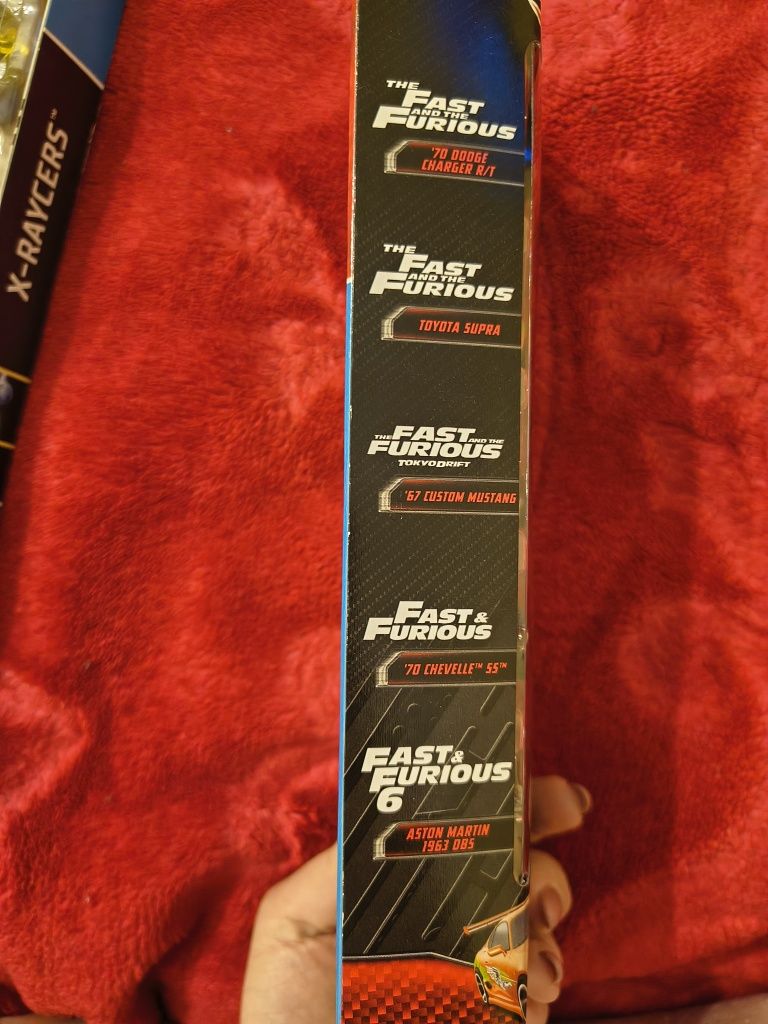 X-RAYCERS™
THE
FAST
AND THE
FURIOUS
'70 DODGE
CHARGER R/T
THE
FAST
AND THE
FURIOUS
TOYOTA SUPRA
THE FAST AND THE
FURIOUS
TOKYO DRIFT
'67 CUSTOM MUSTANG
FAST &
FURIOUS
'70 CHEVELLE™ SS™
FAST &
FURIOUS
6
ASTON MARTIN
1963 DB5